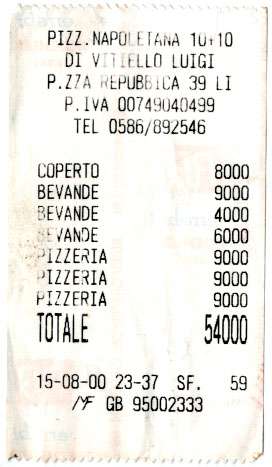 PIZZ.NAPOLETANA 10+10
DI VITIELLO LUIGI
P.ZZA REPUBBICA 39 LI
P.IVA 00749040499
TEL 0586/892546
COPERTO 8000
BEVANDE 9000
BEVANDE 4000
BEVANDE 6000
PIZZERIA 9000
PIZZERIA 9000
PIZZERIA 9000
TOTALE 54000
15-08-00 23-37 SF. 59
MF GB 95002333